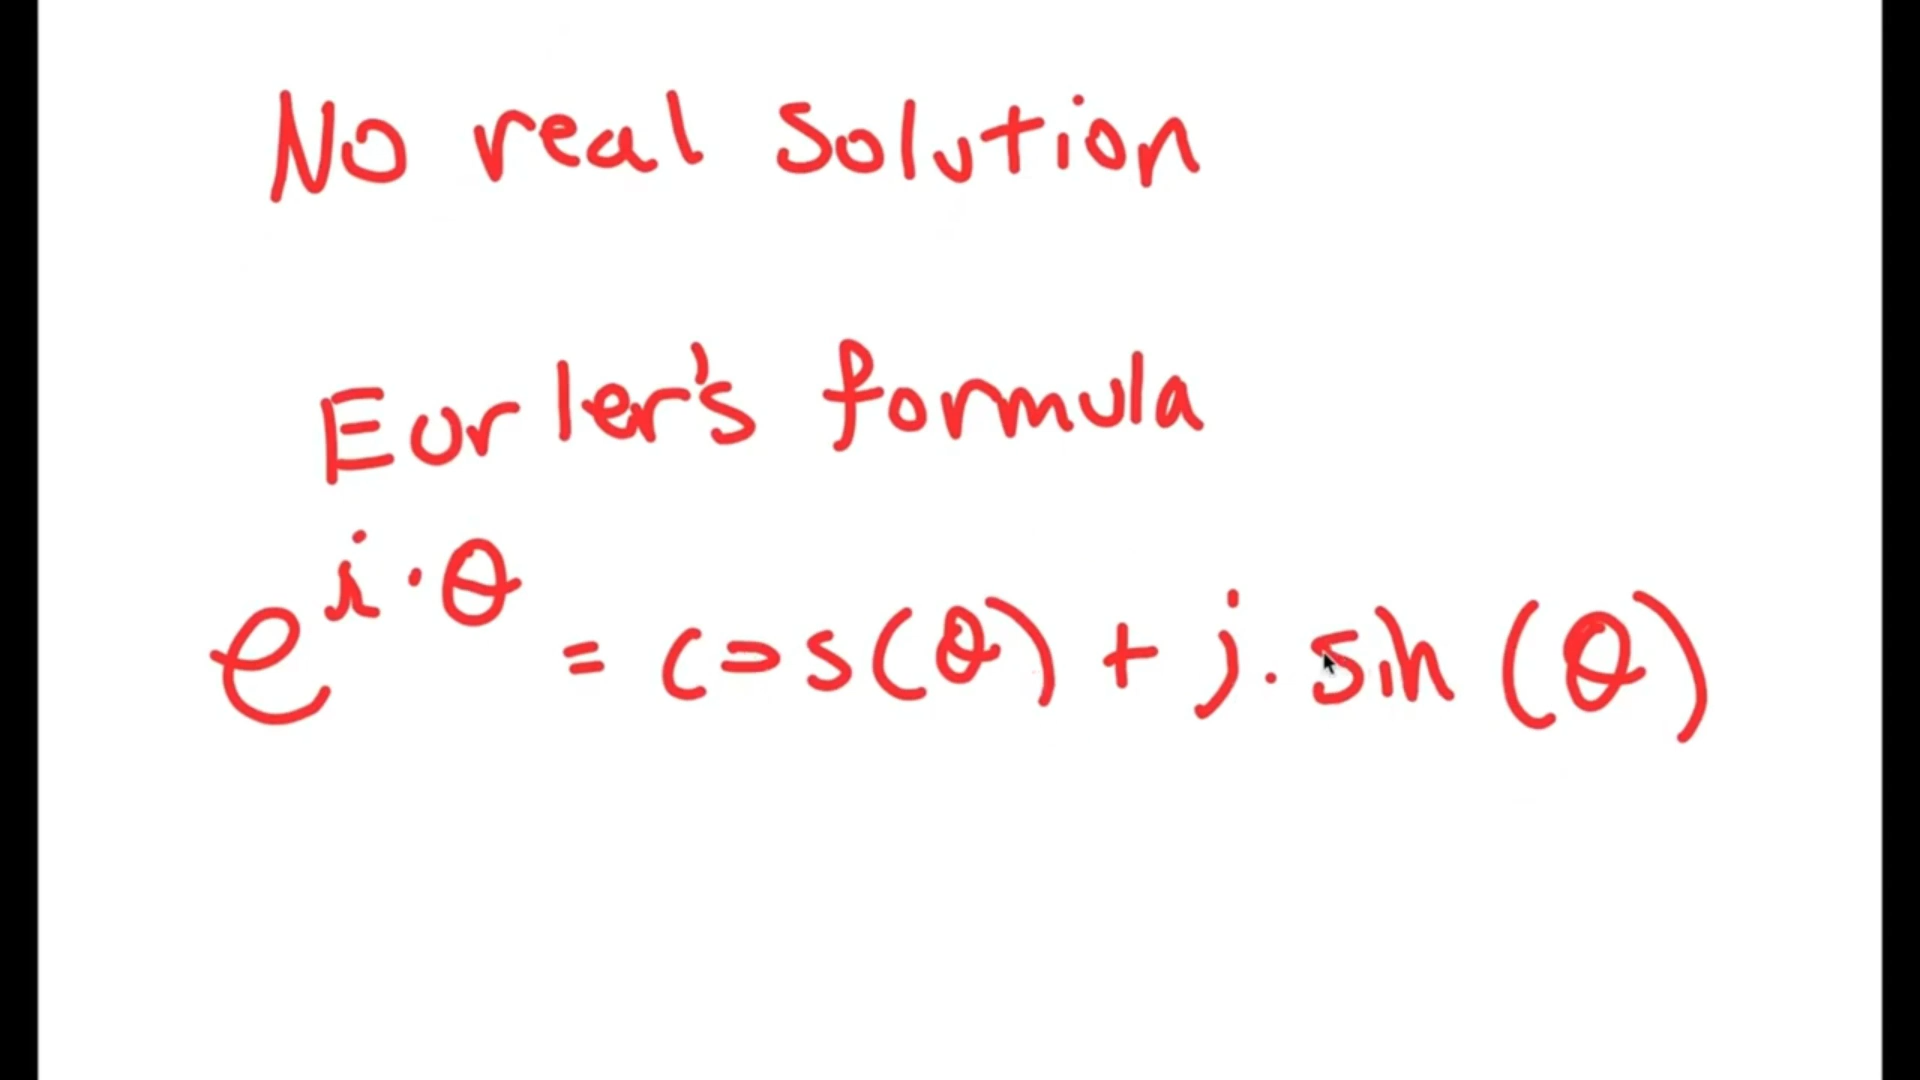 No real solution
Eurler's formula
e^{i·θ} = cos(θ) + j·sin(θ)